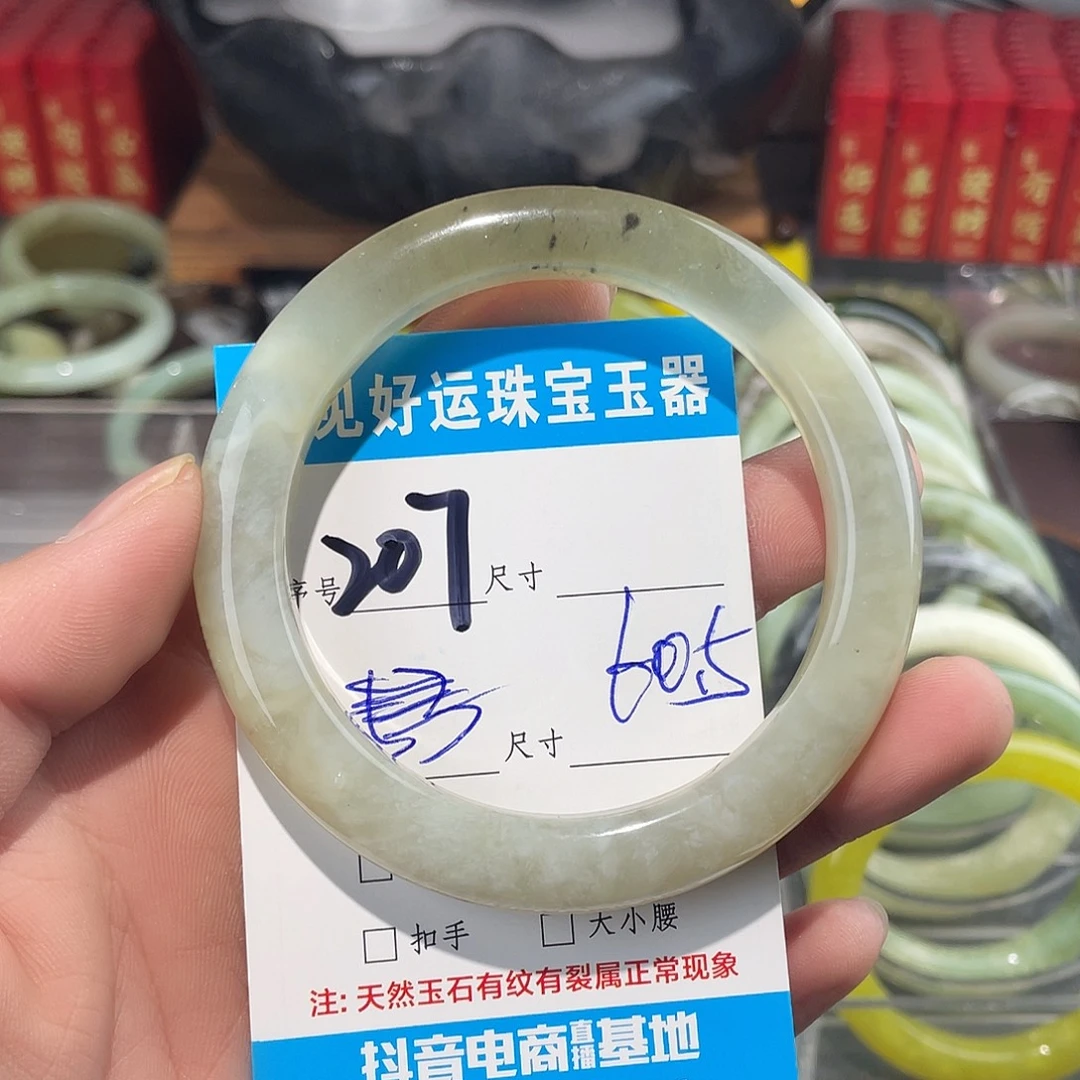 见好运珠宝玉器
序号 207 尺寸
60.5
尺寸
扣手 大小腰
注: 天然玉石有纹有裂属正常现象
抖音电商直播基地